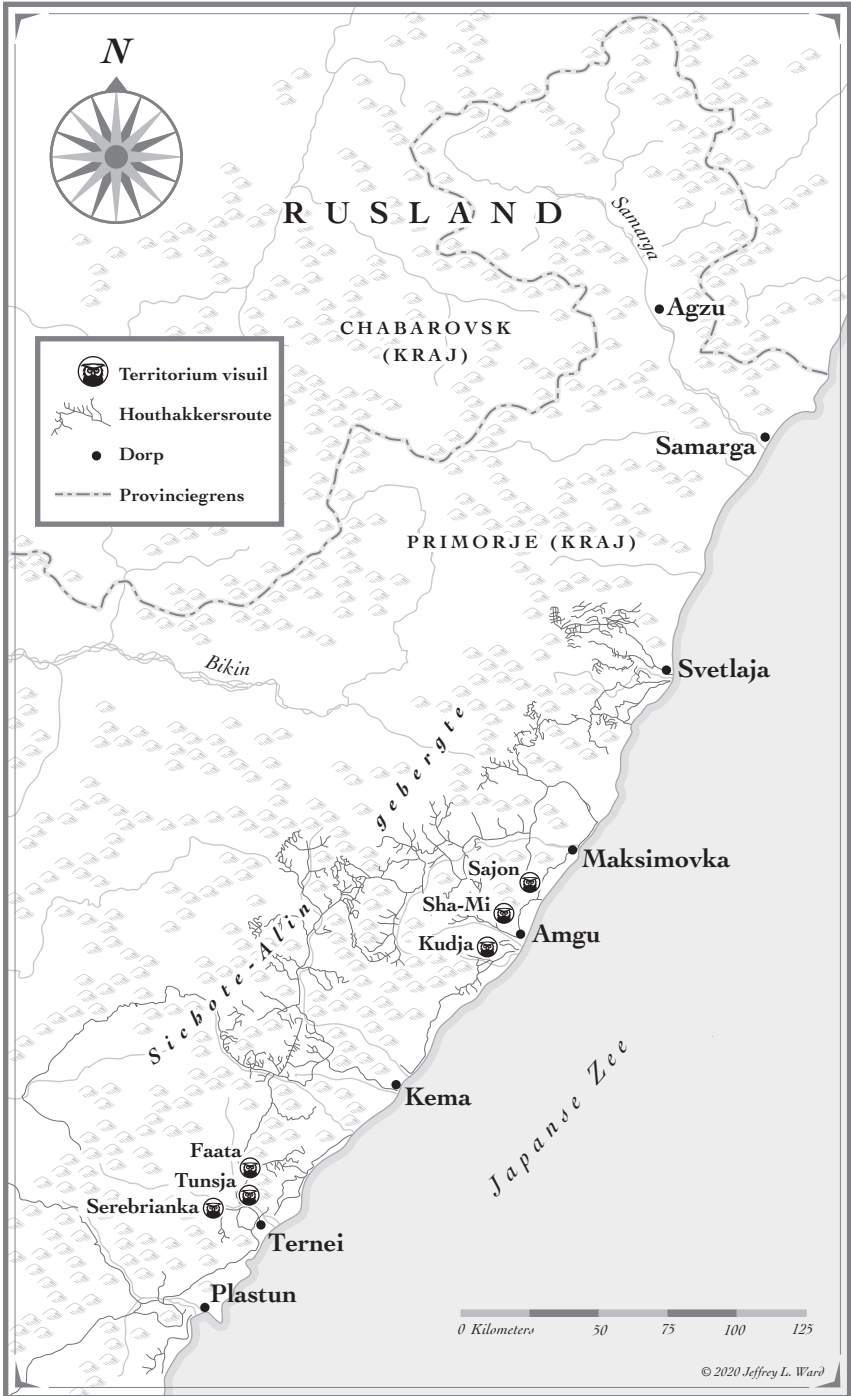 N
RUSLAND
Samarga
Agzu
CHABAROVSK
(KRAJ)
Territorium visuil
Houthakkersroute
Dorp
Provinciegrens
Samarga
PRIMORJE (KRAJ)
Bikin
Svetlaja
Sichote-Alin gebergte
Maksimovka
Sajon
Sha-Mi
Amgu
Kudja
Japanse Zee
Kema
Faata
Tunsja
Serebrianka
Ternei
Plastun
0 Kilometers 50 75 100 125
© 2020 Jeffrey L. Ward